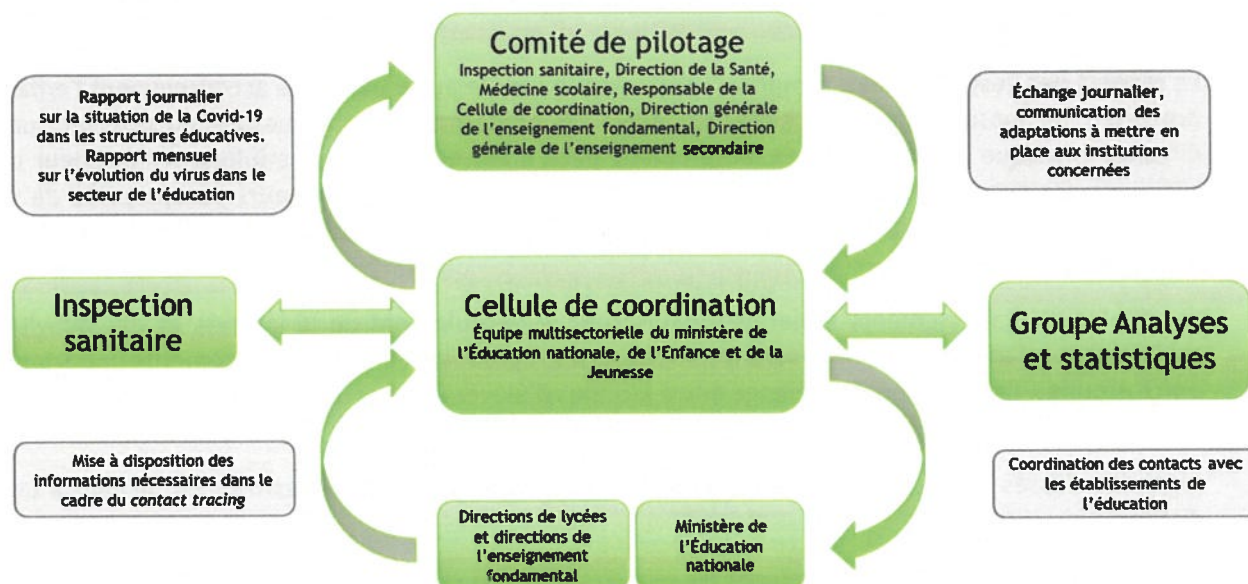 Comité de pilotage
Inspection sanitaire, Direction de la Santé,
Médecine scolaire, Responsable de la
Cellule de coordination, Direction générale
de l'enseignement fondamental, Direction
générale de l'enseignement secondaire
Rapport journalier
sur la situation de la Covid-19
dans les structures éducatives.
Rapport mensuel
sur l'évolution du virus dans le
secteur de l'éducation
Échange journalier,
communication des
adaptations à mettre en
place aux institutions
concernées
Inspection
sanitaire
Cellule de coordination
Équipe multisectorielle du ministère de
l'Éducation nationale, de l'Enfance et de la
Jeunesse
Groupe Analyses
et statistiques
Mise à disposition des
informations nécessaires dans le
cadre du contact tracing
Coordination des contacts avec
les établissements de
l'éducation
Directions de lycées
et directions de
l'enseignement
fondamental
Ministère de
l'Éducation
nationale